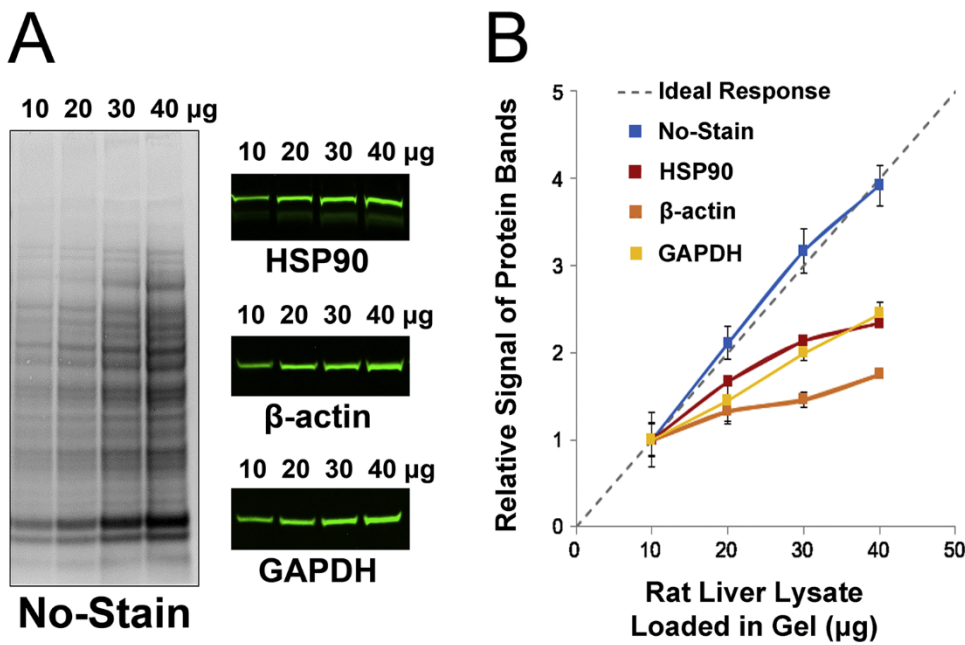 A
10 20 30 40 µg
No-Stain
10 20 30 40 µg
HSP90
10 20 30 40 µg
β-actin
10 20 30 40 µg
GAPDH
B
Relative Signal of Protein Bands
5
4
3
2
1
0
Ideal Response
No-Stain
HSP90
β-actin
GAPDH
0 10 20 30 40 50
Rat Liver Lysate
Loaded in Gel (µg)